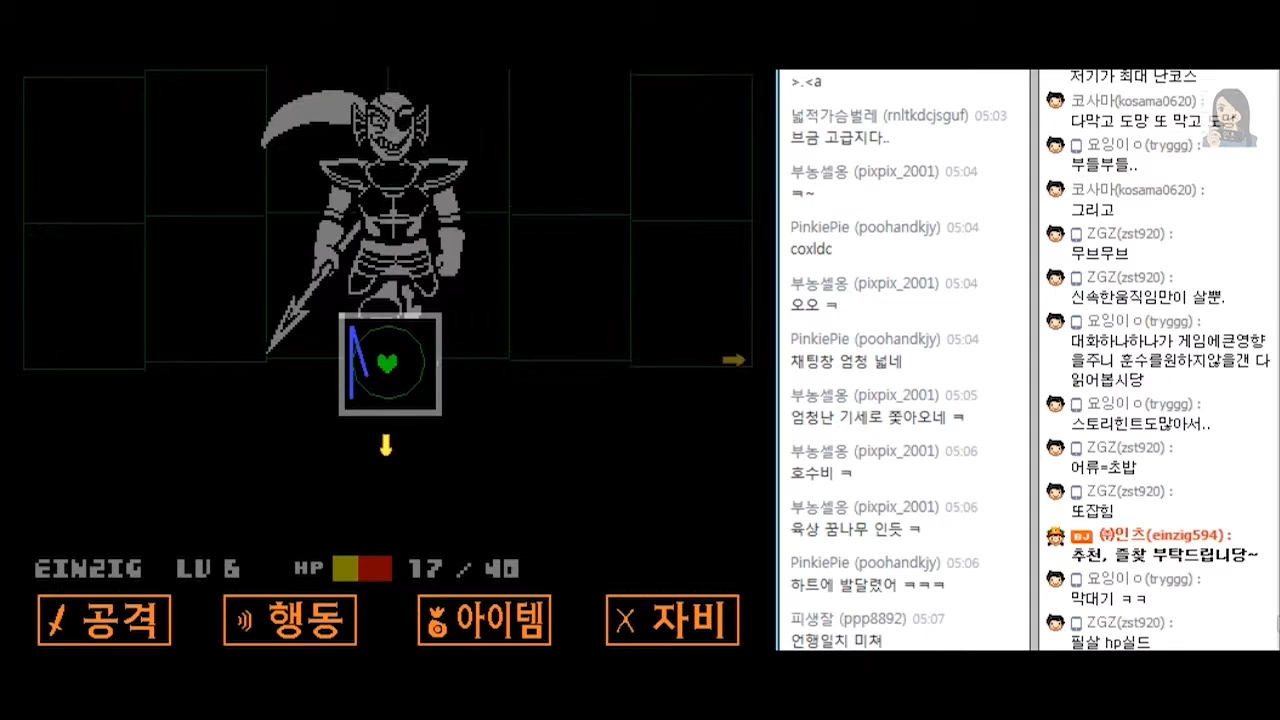 EINZIG LV 6 HP 17 / 40
공격
행동
아이템
자비
>.<a
넓적가슴벌레 (rnltkdcjsguf) 05:03
브금 고급지다..
부농셀옹 (pixpix_2001) 05:04
ㅋ~
PinkiePie (poohandkjy) 05:04
coxldc
부농셀옹 (pixpix_2001) 05:04
오오 ㅋ
PinkiePie (poohandkjy) 05:04
채팅창 엄청 넓네
부농셀옹 (pixpix_2001) 05:05
엄청난 기세로 쫓아오네 ㅋ
부농셀옹 (pixpix_2001) 05:06
호수비 ㅋ
부농셀옹 (pixpix_2001) 05:06
육상 꿈나무 인듯 ㅋ
PinkiePie (poohandkjy) 05:06
하트에 발달렸어 ㅋㅋㅋ
피생잘 (ppp8892) 05:07
언행일치 미쳐
저기가 최대 난코스
코사마(kosama0620) :
다막고 도망 또 막고 도망
요잉이ㅇ(tryggg) :
부들부들..
코사마(kosama0620) :
그리고
ZGZ(zst920) :
무브무브
ZGZ(zst920) :
신속한움직임만이 살뿐.
요잉이ㅇ(tryggg) :
대화하나하나가 게임에큰영향
을주니 훈수를원하지않을갠 다
읽어봅시당
요잉이ㅇ(tryggg) :
스토리힌트도많아서..
ZGZ(zst920) :
어류=초밥
ZGZ(zst920) :
또잡힘
BJ ㈜인츠(einzig594) :
추천, 즐찾 부탁드립니당~
요잉이ㅇ(tryggg) :
막대기 ㅋㅋ
ZGZ(zst920) :
필살 hp실드